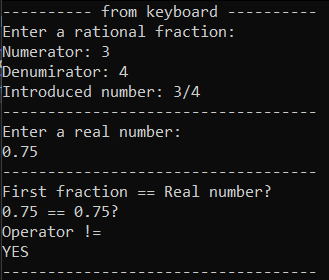 ---------- from keyboard ----------
Enter a rational fraction:
Numerator: 3
Denumirator: 4
Introduced number: 3/4
-----------------------------------
Enter a real number:
0.75
-----------------------------------
First fraction == Real number?
0.75 == 0.75?
Operator !=
YES
-----------------------------------